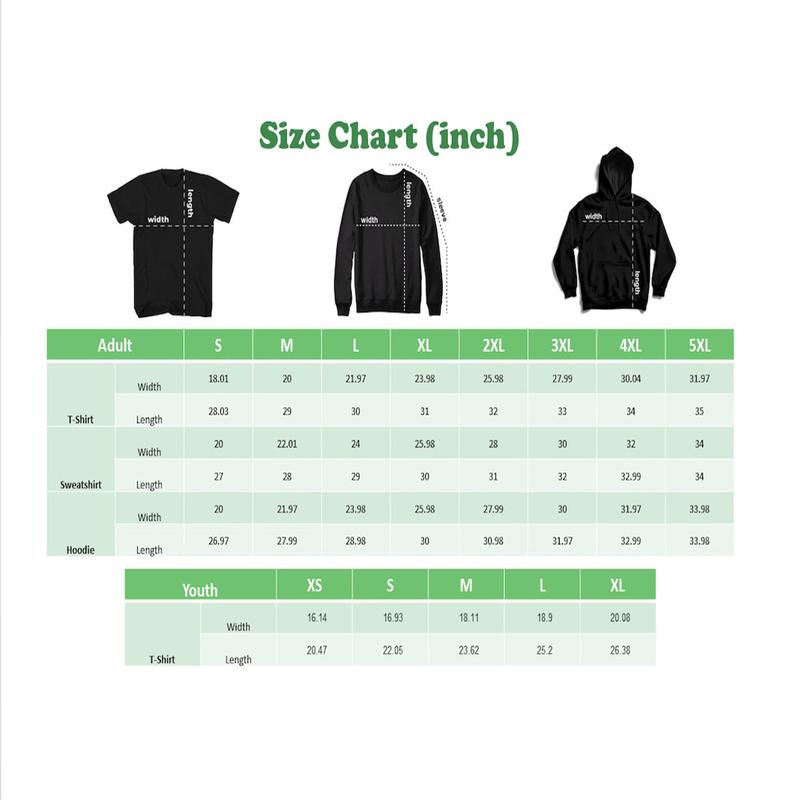 Size Chart (inch)
width
length
width
length
sleeve
width
length
Adult S M L XL 2XL 3XL 4XL 5XL
T-Shirt
Width 18.01 20 21.97 23.98 25.98 27.99 30.04 31.97
Length 28.03 29 30 31 32 33 34 35
Sweatshirt
Width 20 22.01 24 25.98 28 30 32 34
Length 27 28 29 30 31 32 32.99 34
Hoodie
Width 20 21.97 23.98 25.98 27.99 30 31.97 33.98
Length 26.97 27.99 28.98 30 30.98 31.97 32.99 33.98
Youth XS S M L XL
T-Shirt
Width 16.14 16.93 18.11 18.9 20.08
Length 20.47 22.05 23.62 25.2 26.38